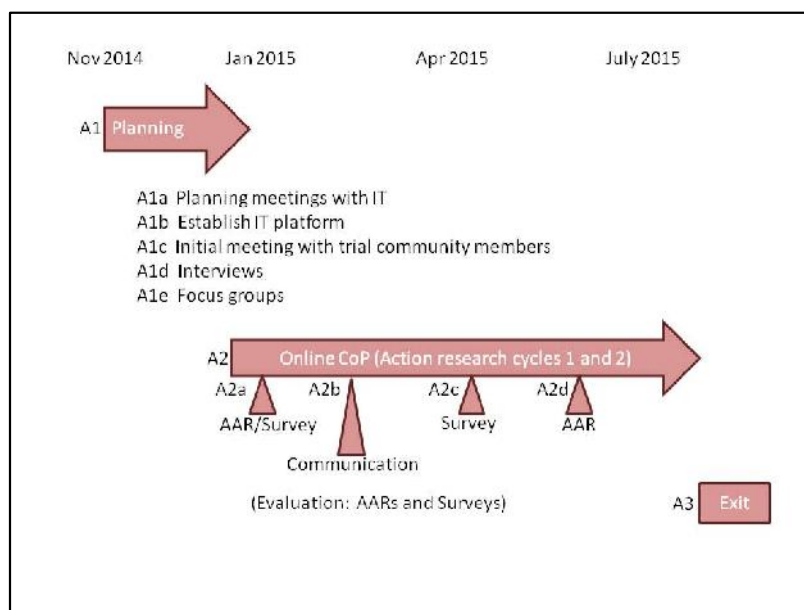 Nov 2014 Jan 2015 Apr 2015 July 2015
A1 Planning
A1a Planning meetings with IT
A1b Establish IT platform
A1c Initial meeting with trial community members
A1d Interviews
A1e Focus groups
A2 Online CoP (Action research cycles 1 and 2)
A2a A2b A2c A2d
AAR/Survey Survey AAR
Communication
(Evaluation: AARs and Surveys) A3 Exit